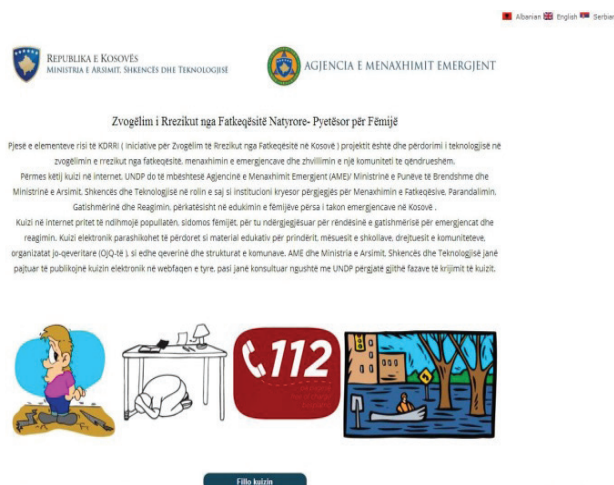 Albanian English Serbian
REPUBLIKA E KOSOVËS
MINISTRIA E ARSIMIT, SHKENCËS DHE TEKNOLOGJISË
AGJENCIA E MENAXHIMIT EMERGJENT
Zvogëlim i Rrezikut nga Fatkeqësitë Natyrore- Pyetësor për Fëmijë
Pjesë e elementeve risi të KDRRI ( Iniciative për Zvogëlim të Rrezikut nga Fatkeqësitë në Kosovë ) projektit është dhe përdorimi i teknologjisë në
zvogëlimin e rrezikut nga fatkeqësitë, menaxhimin e emergjencave dhe zhvillimin e një komuniteti të qëndrueshëm.
Përmes këtij kuizi në internet, UNDP do të mbështesë Agjencinë e Menaxhimit Emergjent (AME)/ Ministrinë e Punëve të Brendshme dhe
Ministrinë e Arsimit, Shkencës dhe Teknologjisë në rolin e saj si institucioni kryesor përgjegjës për Menaxhimin e Fatkeqësive, Parandalimin,
Gatishmërinë dhe Reagimin, përkatësisht në edukimin e fëmijëve përsa i takon emergjencave në Kosovë .
Kuizi në internet pritet të ndihmojë popullatën, sidomos fëmijët, për tu ndërgjegjësuar për rëndësinë e gatishmërisë për emergjencat dhe
reagimin. Kuizi elektronik parashikohet të përdoret si material edukativ për prindërit, mësuesit e shkollave, drejtuesit e komuniteteve,
organizatat jo-qeveritare (OJQ-të ), si edhe qeverinë dhe strukturat e komunave. AME dhe Ministria e Arsimit, Shkencës dhe Teknologjisë janë
pajtuar të publikojnë kuizin elektronik në webfaqen e tyre, pasi janë konsultuar ngushtë me UNDP përgjatë gjithë fazave të krijimit të kuizit.
112
Fillo kuizin